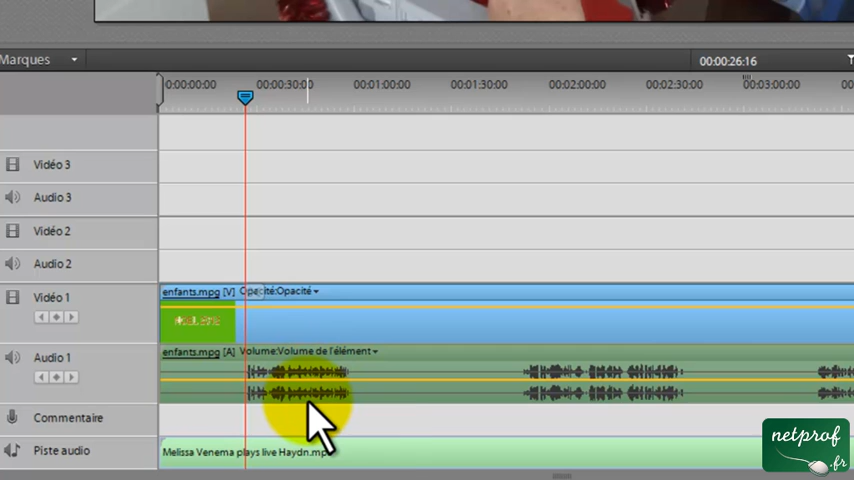 Marques
00:00:26:16
0:00:00:00 00:00:30:00 00:01:00:00 00:01:30:00 00:02:00:00 00:02:30:00 00:03:00:00 00
Vidéo 3
Audio 3
Vidéo 2
Audio 2
Vidéo 1
enfants.mpg [V] Opacité:Opacité
Audio 1
enfants.mpg [A] Volume:Volume de l'élément
Commentaire
Piste audio
Melissa Venema plays live Haydn.mp
netprof
.fr